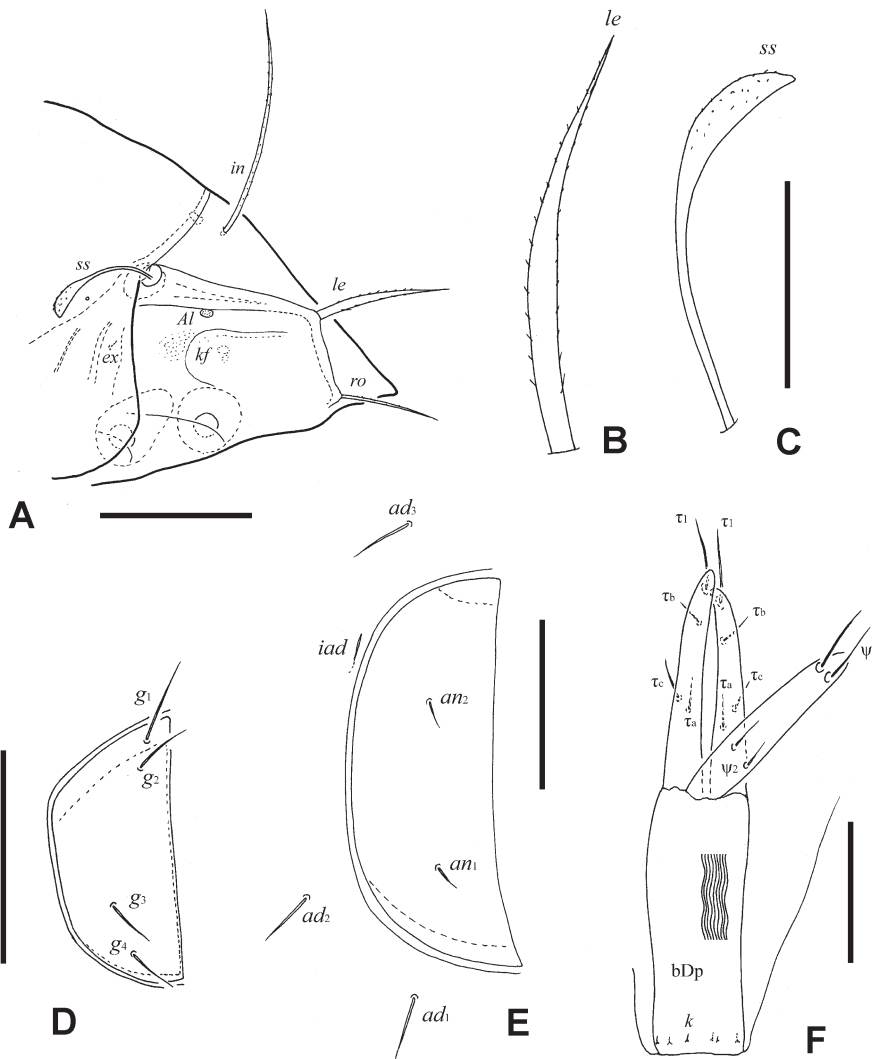 le
ss
in
ss
le
Al
ex
kf
ro
B
C
A
ad3
τ1 τ1
τb τb
iad
ψ
g1
an2
τc τa τc
τa
g2
ψ2
g3
an1
g4
ad2
bDp
D
ad1
E
k
F